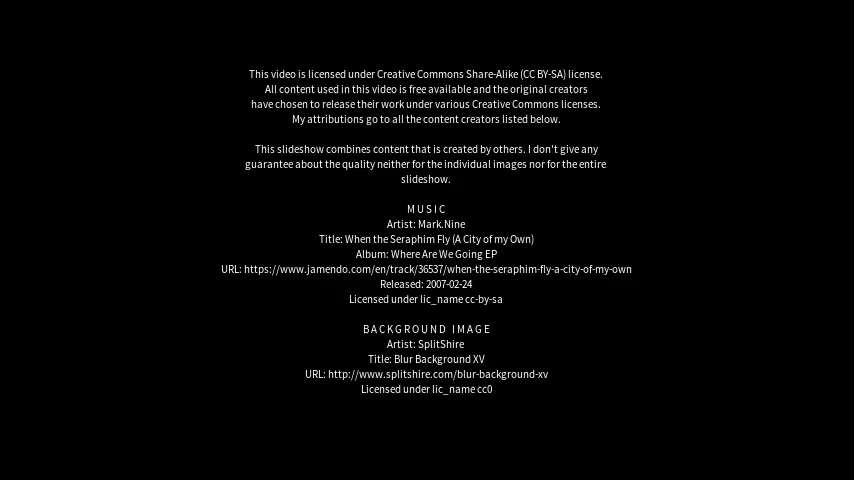 This video is licensed under Creative Commons Share-Alike (CC BY-SA) license.
All content used in this video is free available and the original creators
have chosen to release their work under various Creative Commons licenses.
My attributions go to all the content creators listed below.
This slideshow combines content that is created by others. I don't give any
guarantee about the quality neither for the individual images nor for the entire
slideshow.
M U S I C
Artist: Mark.Nine
Title: When the Seraphim Fly (A City of my Own)
Album: Where Are We Going EP
URL: https://www.jamendo.com/en/track/36537/when-the-seraphim-fly-a-city-of-my-own
Released: 2007-02-24
Licensed under lic_name cc-by-sa
B A C K G R O U N D   I M A G E
Artist: SplitShire
Title: Blur Background XV
URL: http://www.splitshire.com/blur-background-xv
Licensed under lic_name cc0